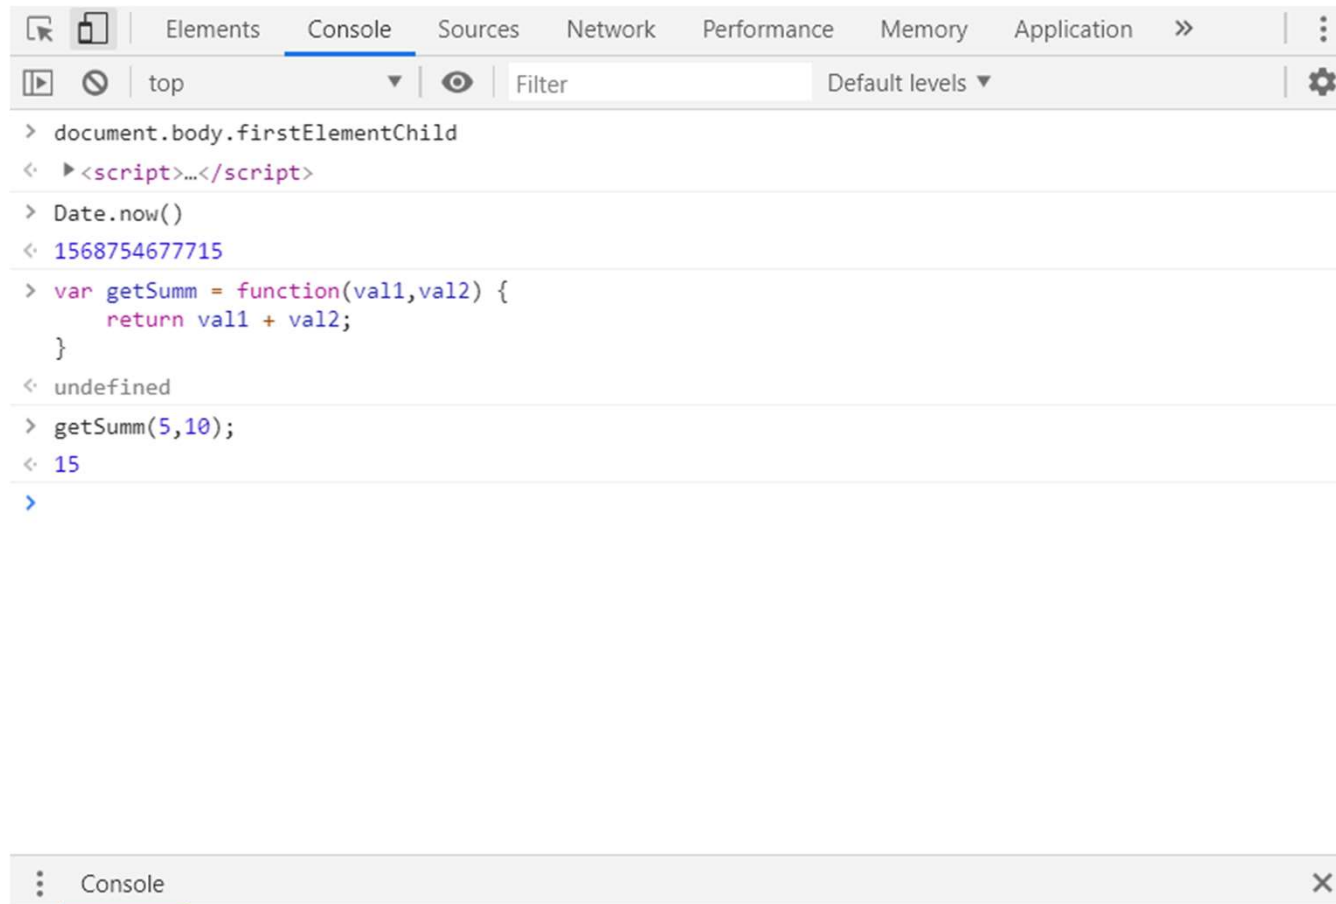 Elements Console Sources Network Performance Memory Application »
top Filter Default levels
> document.body.firstElementChild
<script>…</script>
> Date.now()
1568754677715
> var getSumm = function(val1,val2) {
    return val1 + val2;
}
undefined
> getSumm(5,10);
15
>
Console